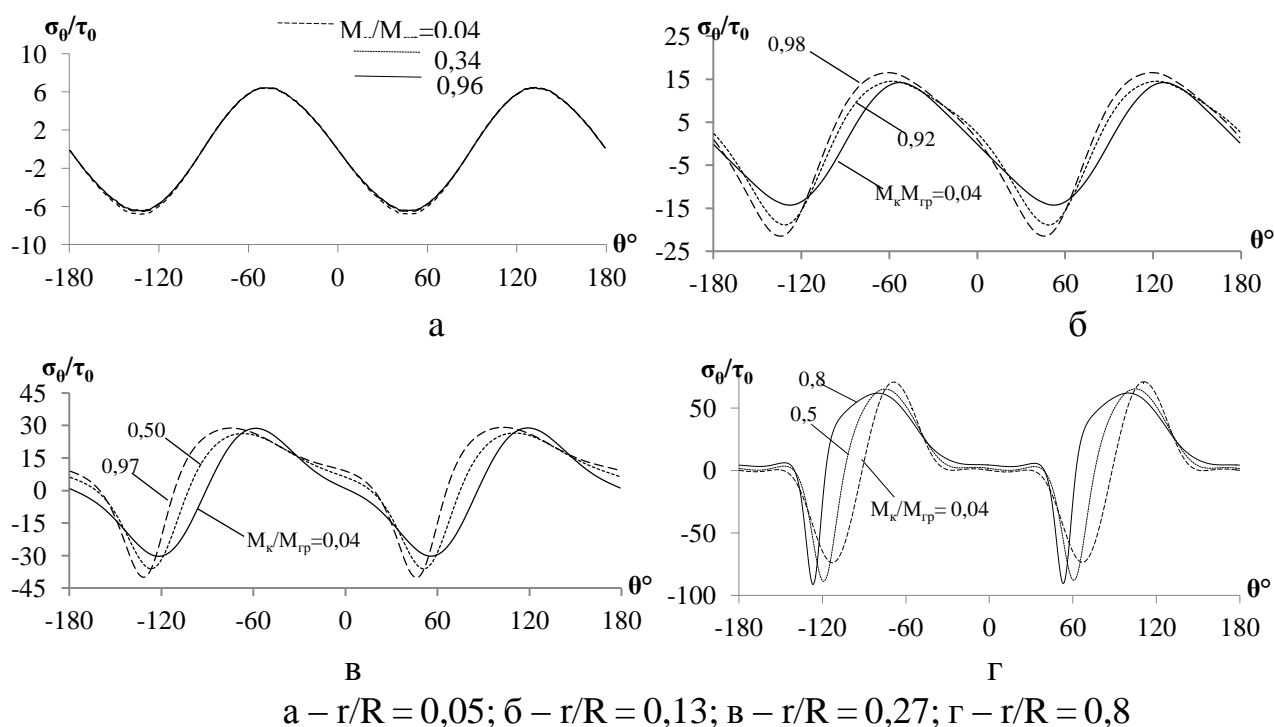 σθ/τ0
Mк/Mгр=0,04
0,34
0,96
10
6
2
-2
-6
-10
θ°
-180 -120 -60 0 60 120 180
а
σθ/τ0
25
15
5
-5
-15
-25
0,98
0,92
MкMгр=0,04
θ°
-180 -120 -60 0 60 120 180
б
σθ/τ0
45
30
15
0
-15
-30
-45
0,50
0,97
Mк/Mгр=0,04
θ°
-180 -120 -60 0 60 120 180
в
σθ/τ0
50
0
-50
-100
0,8
0,5
Mк/Mгр= 0,04
θ°
-180 -120 -60 0 60 120 180
г
а – r/R = 0,05; б – r/R = 0,13; в – r/R = 0,27; г – r/R = 0,8